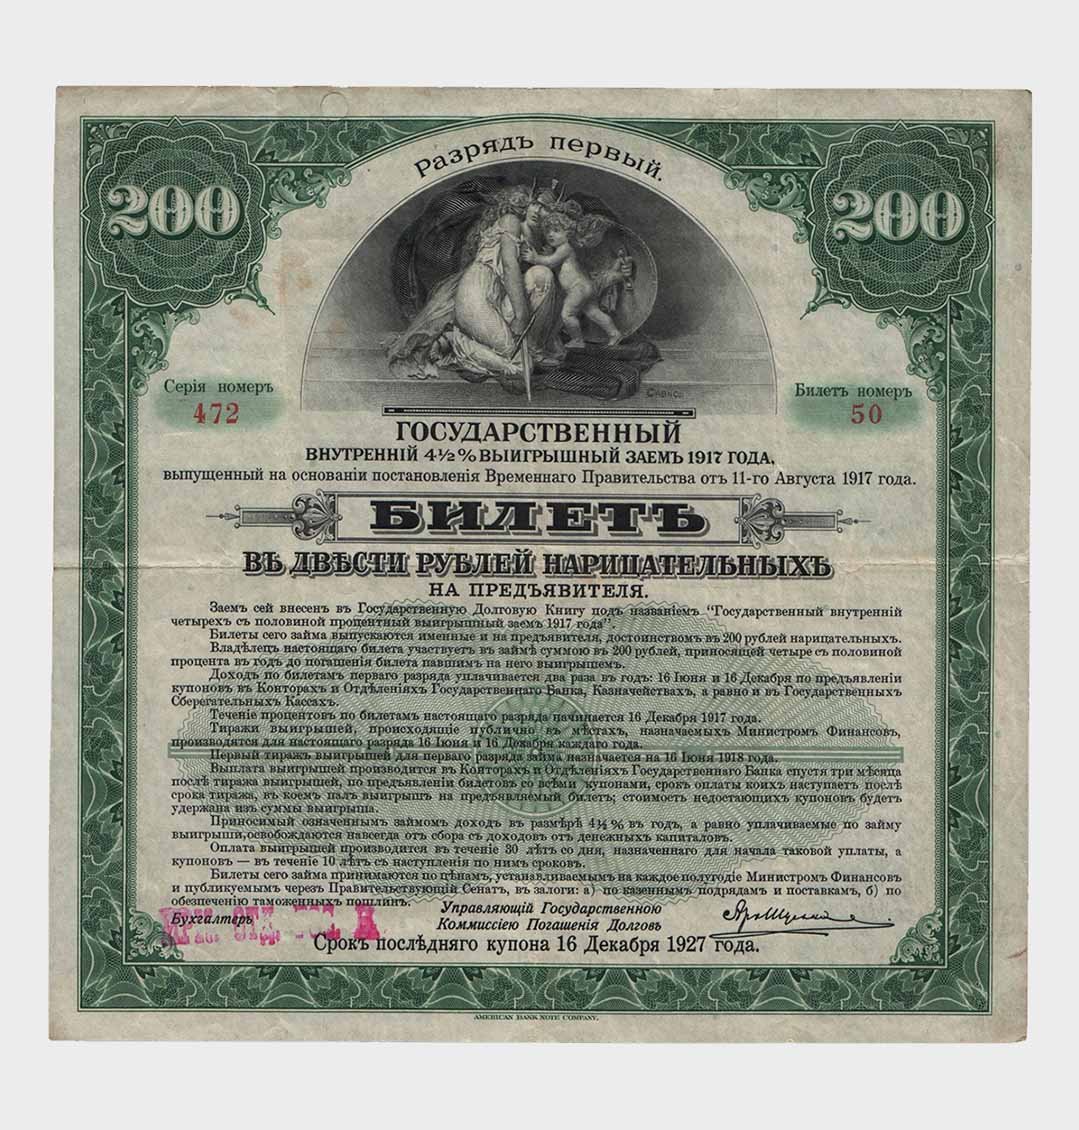 Разрядъ первый.
200
200
Серія номеръ
472
Билетъ номеръ
50
ГОСУДАРСТВЕННЫЙ
ВНУТРЕННІЙ 4½% ВЫИГРЫШНЫЙ ЗАЕМЪ 1917 ГОДА,
выпущенный на основаніи постановленія Временнаго Правительства отъ 11-го Августа 1917 года.
БИЛЕТЪ
ВЪ ДВѢСТИ РУБЛЕЙ НАРИЦАТЕЛЬНЫХЪ
НА ПРЕДЪЯВИТЕЛЯ.
Заемъ сей внесенъ въ Государственную Долговую Книгу подъ названіемъ "Государственный внутренній
четырехъ съ половиной процентный выигрышный заемъ 1917 года".
Билеты сего займа выпускаются именные и на предъявителя, достоинствомъ въ 200 рублей нарицательныхъ.
Владѣлецъ настоящаго билета участвуетъ въ займѣ суммою въ 200 рублей, приносящей четыре съ половиной
процента въ годъ до погашенія билета павшимъ на него выигрышемъ.
Доходъ по билетамъ перваго разряда уплачивается два раза въ годъ: 16 Іюня и 16 Декабря по предъявленіи
купоновъ въ Конторахъ и Отдѣленіяхъ Государственнаго Банка, Казначействахъ, а равно и въ Государственныхъ
Сберегательныхъ Кассахъ.
Теченіе процентовъ по билетамъ настоящаго разряда начинается 16 Декабря 1917 года.
Тиражи выигрышей, происходящіе публично въ мѣстахъ, назначаемыхъ Министромъ Финансовъ,
производятся для настоящаго разряда 16 Іюня и 16 Декабря каждаго года.
Первый тиражъ выигрышей для перваго разряда займа назначается на 16 Іюня 1918 года.
Выплата выигрышей производится въ Конторахъ и Отдѣленіяхъ Государственнаго Банка спустя три мѣсяца
послѣ тиража выигрышей, по предъявленіи билетовъ со всѣми купонами, срокъ оплаты коихъ наступаетъ послѣ
срока тиража, въ коемъ палъ выигрышъ на предъявляемый билетъ; стоимость недостающихъ купоновъ будетъ
удержана изъ суммы выигрыша.
Приносимый означеннымъ займомъ доходъ въ размѣрѣ 4½% въ годъ, а равно уплачиваемые по займу
выигрыши, освобождаются навсегда отъ сбора съ доходовъ отъ денежныхъ капиталовъ.
Оплата выигрышей производится въ теченіе 30 лѣтъ со дня, назначеннаго для начала таковой уплаты, а
купоновъ — въ теченіе 10 лѣтъ съ наступленія по нимъ сроковъ.
Билеты сего займа принимаются по цѣнамъ, устанавливаемымъ на каждое полугодіе Министромъ Финансовъ
и публикуемымъ черезъ Правительствующій Сенатъ, въ залоги: а) по казеннымъ подрядамъ и поставкамъ, б) по
обезпеченію таможенныхъ пошлинъ.
Бухгалтеръ
Управляющій Государственною
Коммиссіею Погашенія Долговъ
Срокъ послѣдняго купона 16 Декабря 1927 года.
AMERICAN BANK NOTE COMPANY.